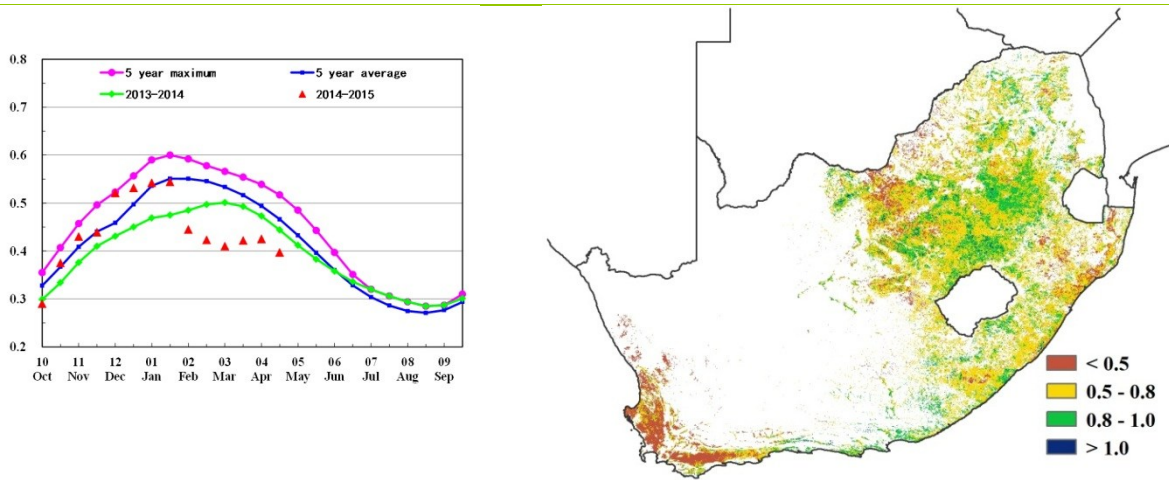 5 year maximum 5 year average
2013-2014 2014-2015
0.8
0.7
0.6
0.5
0.4
0.3
0.2
10 11 12 01 02 03 04 05 06 07 08 09
Oct Nov Dec Jan Feb Mar Apr May Jun Jul Aug Sep
< 0.5
0.5 - 0.8
0.8 - 1.0
> 1.0